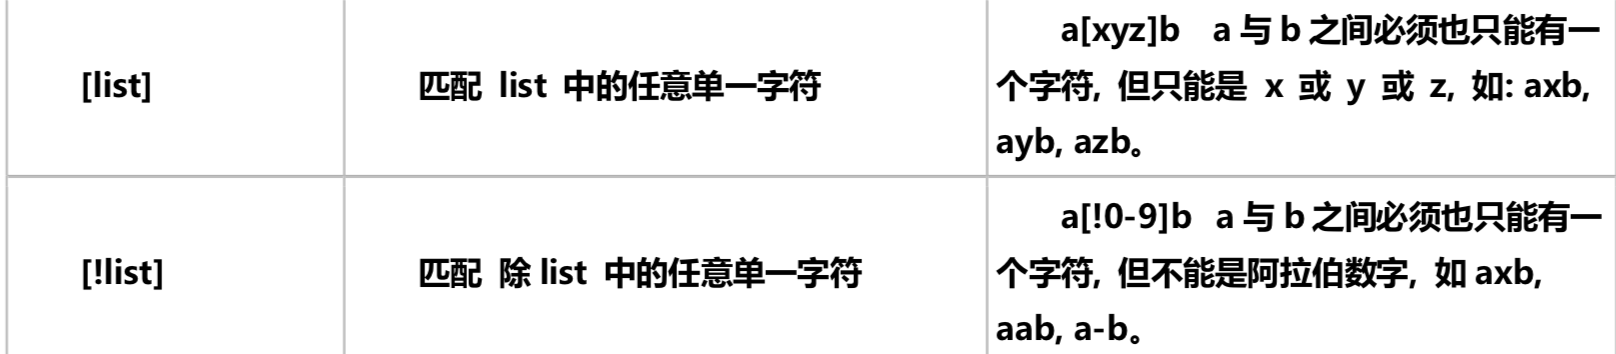 [list]
匹配 list 中的任意单一字符
a[xyz]b a 与 b 之间必须也只能有一
个字符, 但只能是 x 或 y 或 z, 如: axb,
ayb, azb。
[!list]
匹配 除 list 中的任意单一字符
a[!0-9]b a 与 b 之间必须也只能有一
个字符, 但不能是阿拉伯数字, 如 axb,
aab, a-b。